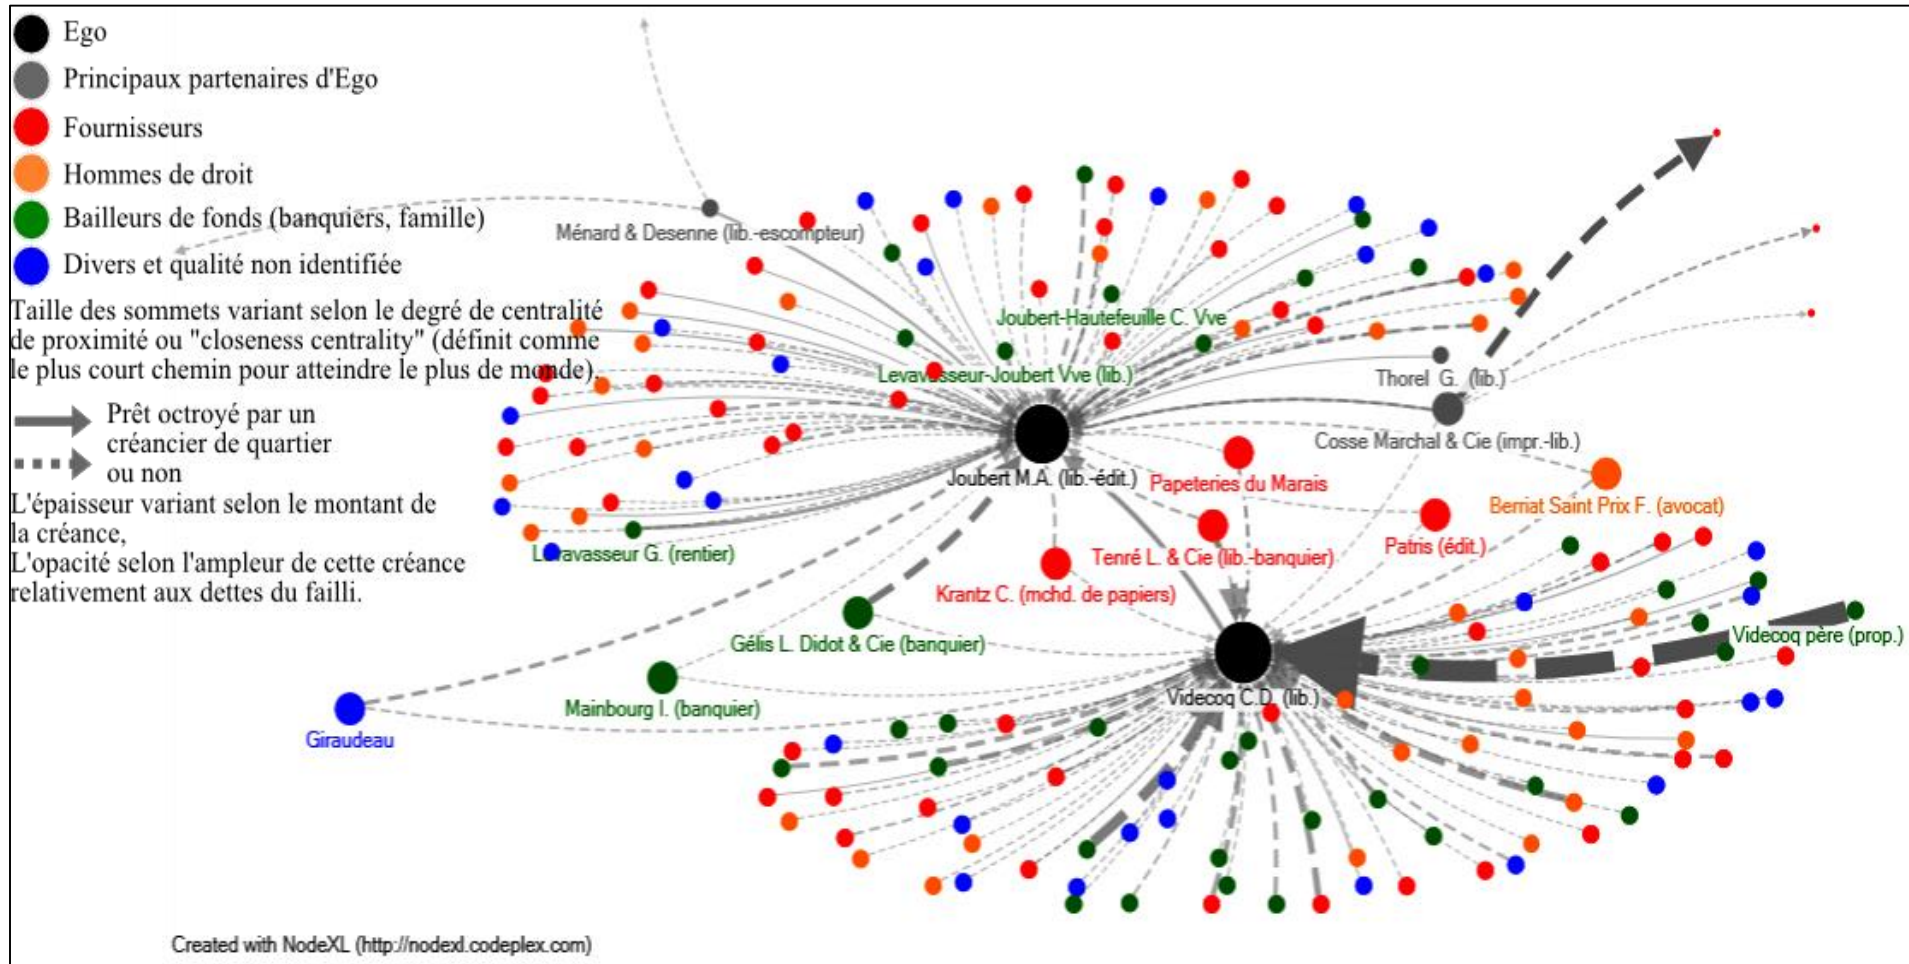 Ego
Principaux partenaires d'Ego
Fournisseurs
Hommes de droit
Bailleurs de fonds (banquiers, famille)
Divers et qualité non identifiée
Taille des sommets variant selon le degré de centralité
de proximité ou "closeness centrality" (définit comme
le plus court chemin pour atteindre le plus de monde).
Prêt octroyé par un
créancier de quartier
ou non
L'épaisseur variant selon le montant de
la créance,
L'opacité selon l'ampleur de cette créance
relativement aux dettes du failli.
Ménard & Desenne (lib.-escompteur)
Joubert-Hautefeuille C. Vve
Levavasseur-Joubert Vve (lib.)
Thorel G. (lib.)
Cosse Marchal & Cie (impr.-lib.)
Joubert M.A. (lib.-édit.)
Papeteries du Marais
Berriat Saint Prix F. (avocat)
Levavasseur G. (rentier)
Tenré L. & Cie (lib.-banquier)
Patris (édit.)
Krantz C. (mchd. de papiers)
Gélis L. Didot & Cie (banquier)
Videcoq père (prop.)
Mainbourg I. (banquier)
Videcoq C.D. (lib.)
Giraudeau
Created with NodeXL (http://nodexl.codeplex.com)